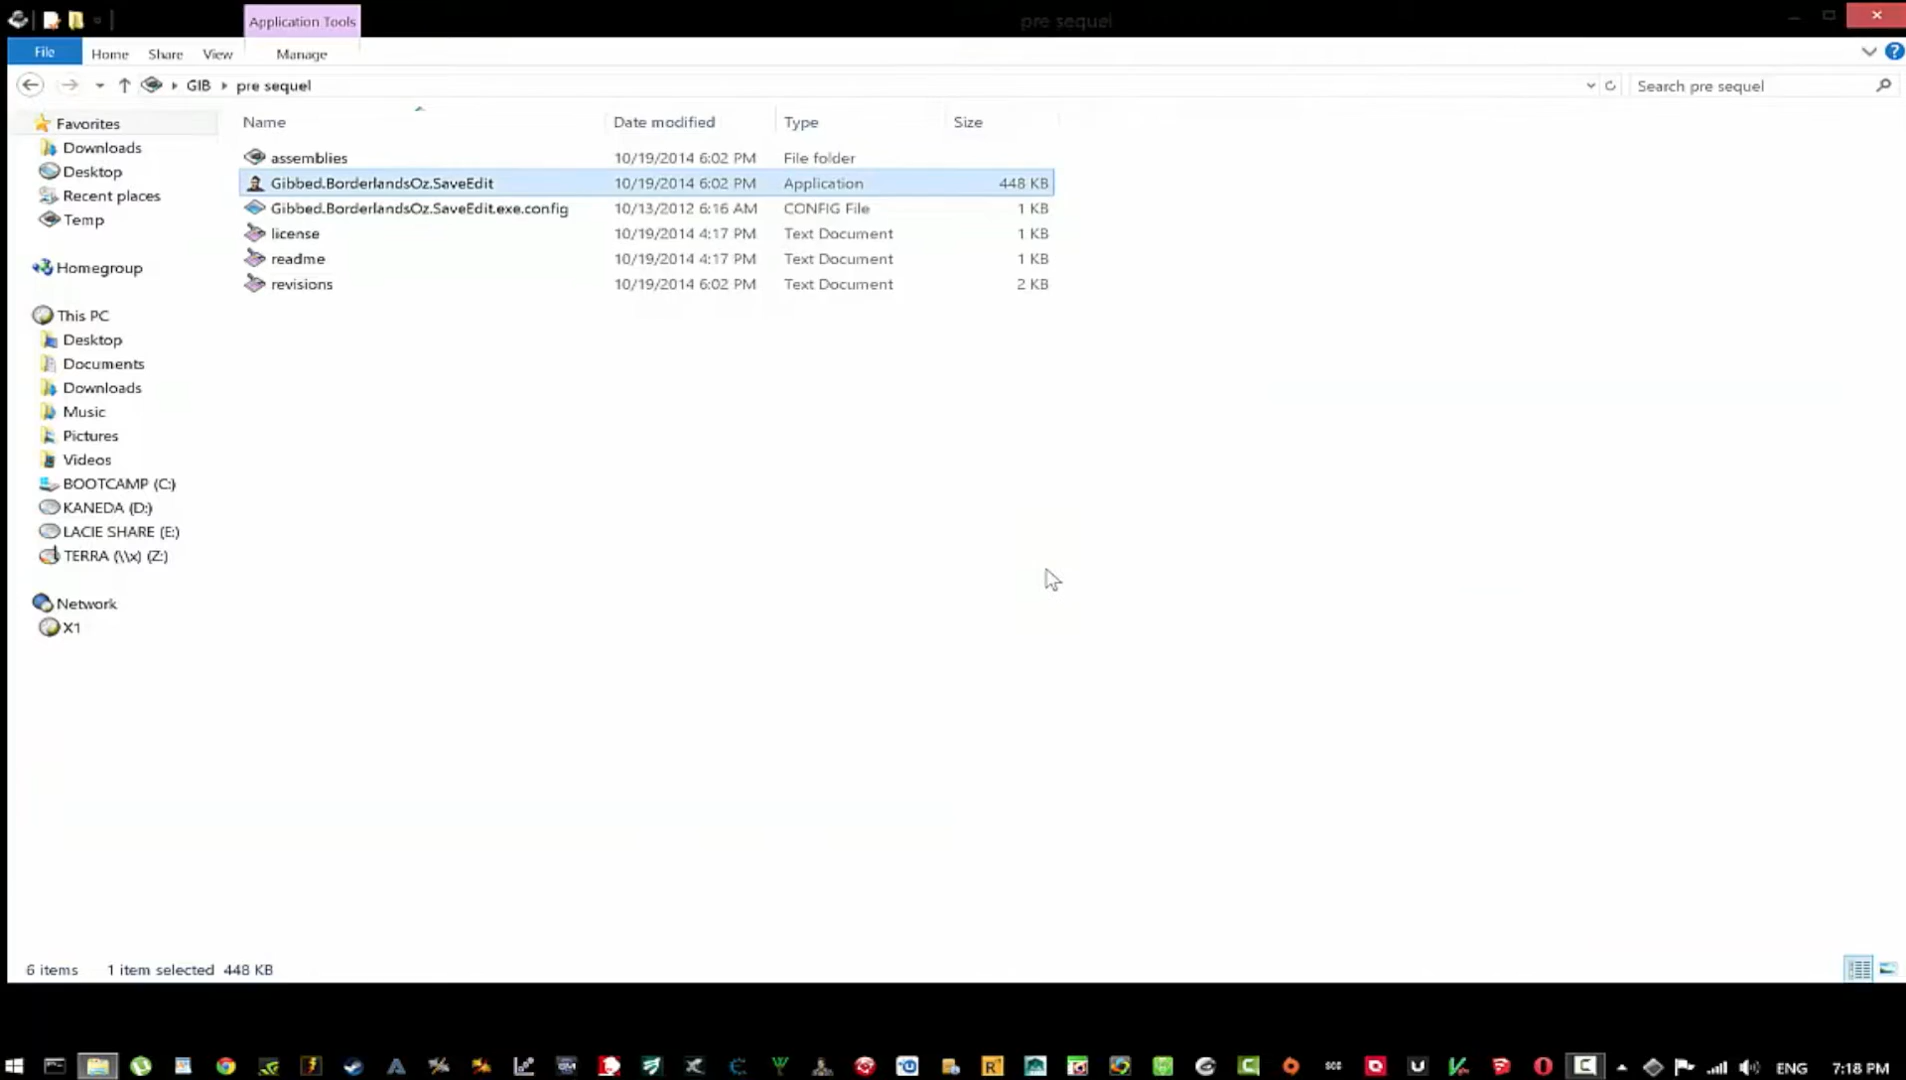 Application Tools
pre sequel
File Home Share View Manage
GIB pre sequel
Search pre sequel
Name Date modified Type Size
assemblies 10/19/2014 6:02 PM File folder
Gibbed.BorderlandsOz.SaveEdit 10/19/2014 6:02 PM Application 448 KB
Gibbed.BorderlandsOz.SaveEdit.exe.config 10/13/2012 6:16 AM CONFIG File 1 KB
license 10/19/2014 4:17 PM Text Document 1 KB
readme 10/19/2014 4:17 PM Text Document 1 KB
revisions 10/19/2014 6:02 PM Text Document 2 KB
Favorites
Downloads
Desktop
Recent places
Temp
Homegroup
This PC
Desktop
Documents
Downloads
Music
Pictures
Videos
BOOTCAMP (C:)
KANEDA (D:)
LACIE SHARE (E:)
TERRA (\\x) (Z:)
Network
X1
6 items 1 item selected 448 KB
ENG 7:18 PM